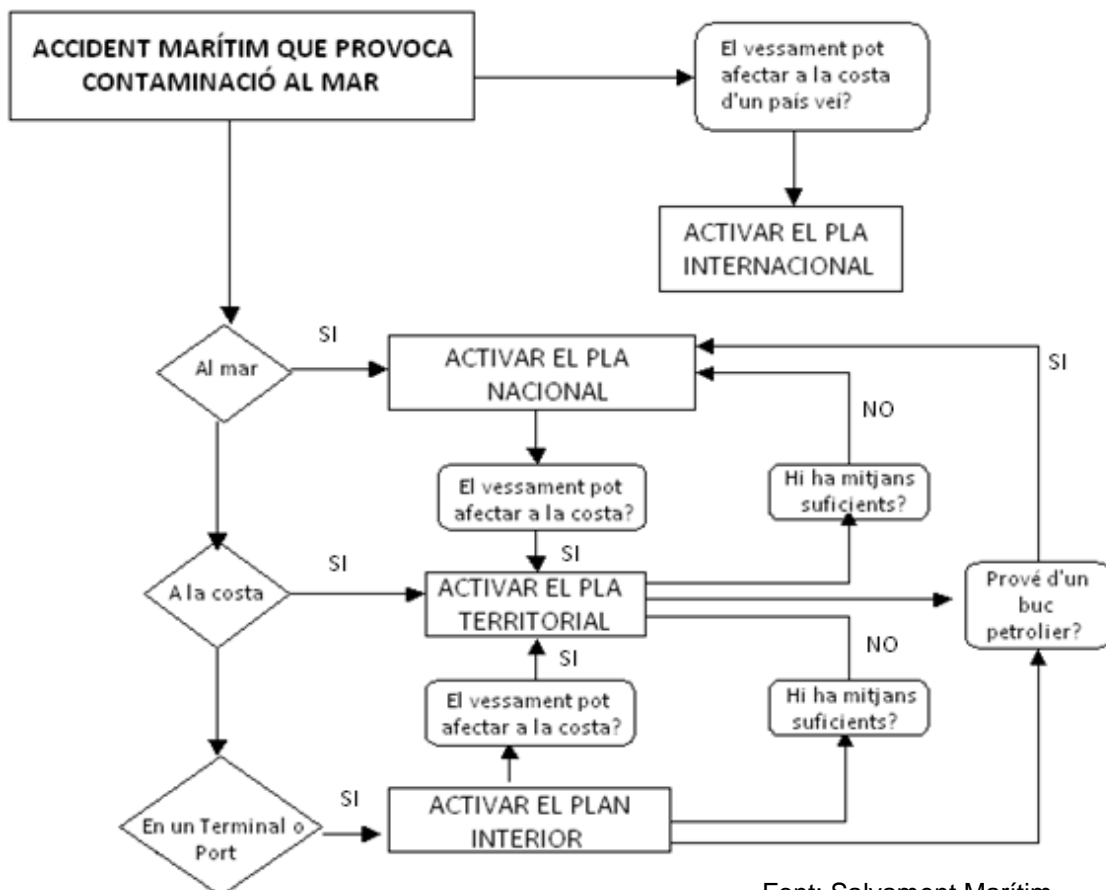 ACCIDENT MARÍTIM QUE PROVOCA
CONTAMINACIÓ AL MAR
El vessament pot
afectar a la costa
d'un país veí?
ACTIVAR EL PLA
INTERNACIONAL
Al mar
SI
ACTIVAR EL PLA
NACIONAL
SI
NO
El vessament pot
afectar a la costa?
Hi ha mitjans
suficients?
SI
A la costa
SI
ACTIVAR EL PLA
TERRITORIAL
Prové d'un
buc
petrolier?
SI
NO
El vessament pot
afectar a la costa?
Hi ha mitjans
suficients?
En un Terminal o
Port
SI
ACTIVAR EL PLAN
INTERIOR